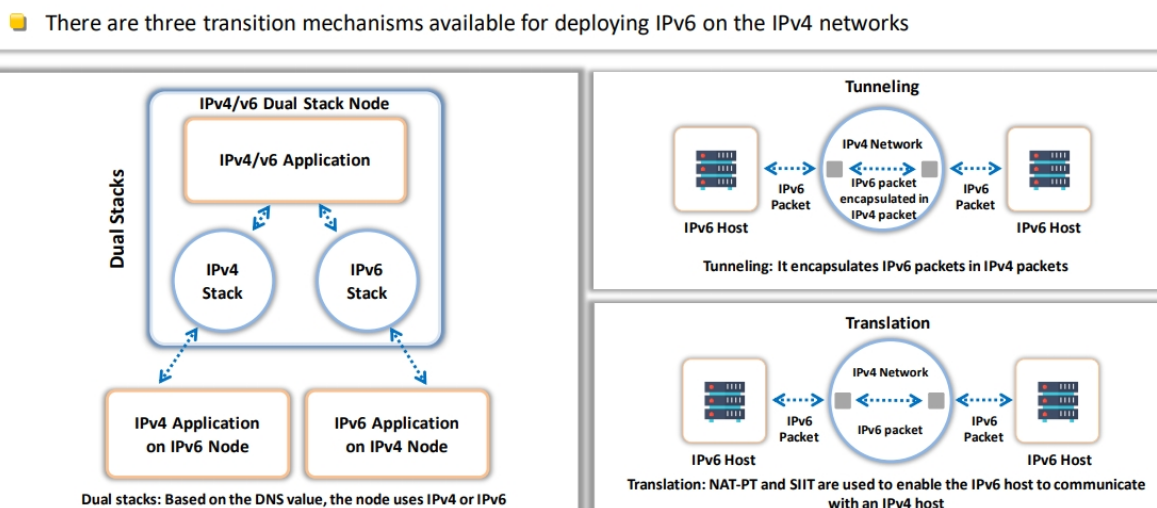 There are three transition mechanisms available for deploying IPv6 on the IPv4 networks
Dual Stacks
IPv4/v6 Dual Stack Node
IPv4/v6 Application
IPv4
Stack
IPv6
Stack
IPv4 Application
on IPv6 Node
IPv6 Application
on IPv4 Node
Dual stacks: Based on the DNS value, the node uses IPv4 or IPv6
Tunneling
IPv6 Host
IPv6
Packet
IPv4 Network
IPv6 packet
encapsulated in
IPv4 packet
IPv6
Packet
IPv6 Host
Tunneling: It encapsulates IPv6 packets in IPv4 packets
Translation
IPv6 Host
IPv6
Packet
IPv4 Network
IPv6 packet
IPv6
Packet
IPv6 Host
Translation: NAT-PT and SIIT are used to enable the IPv6 host to communicate
with an IPv4 host